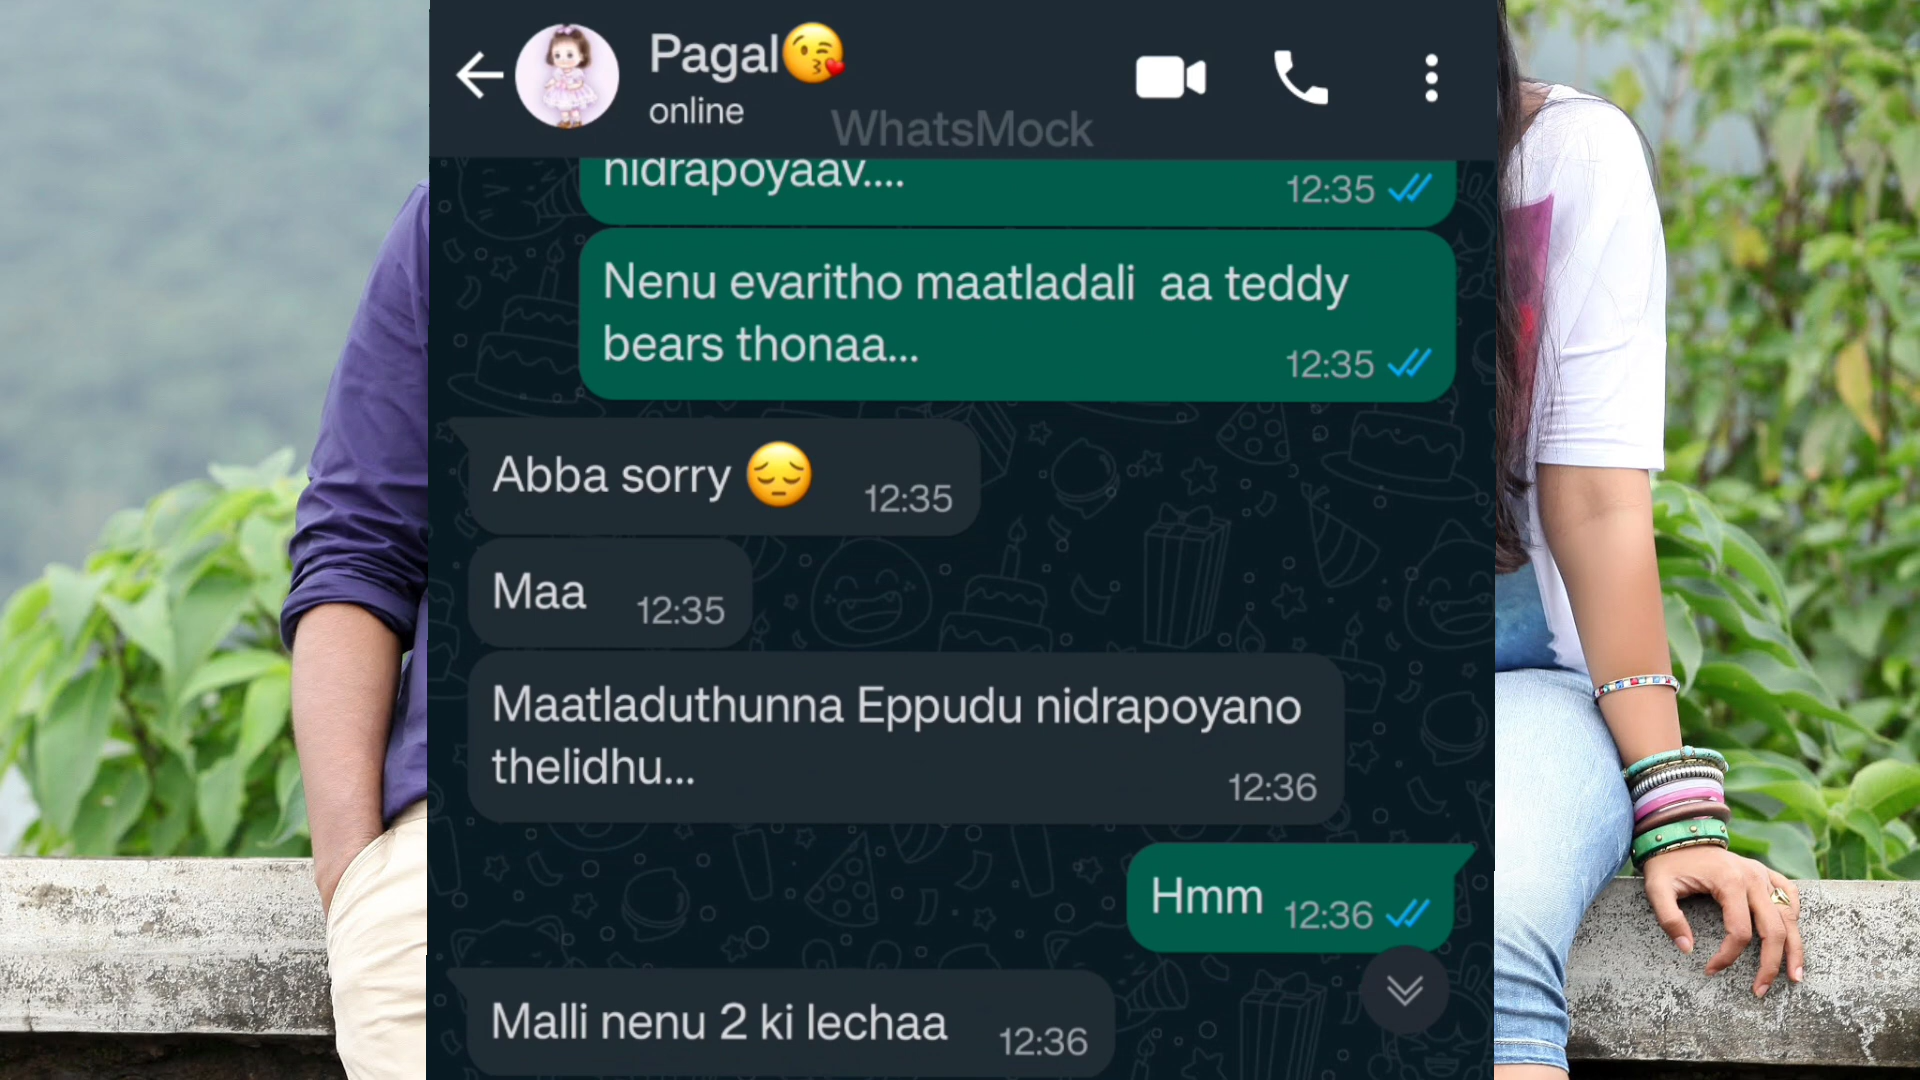 Pagal😘
online
WhatsMock
nidrapoyaav....
12:35
Nenu evaritho maatladali aa teddy
bears thonaa...
12:35
Abba sorry 😔 12:35
Maa 12:35
Maatladuthunna Eppudu nidrapoyano
thelidhu...
12:36
Hmm 12:36
Malli nenu 2 ki lechaa 12:36